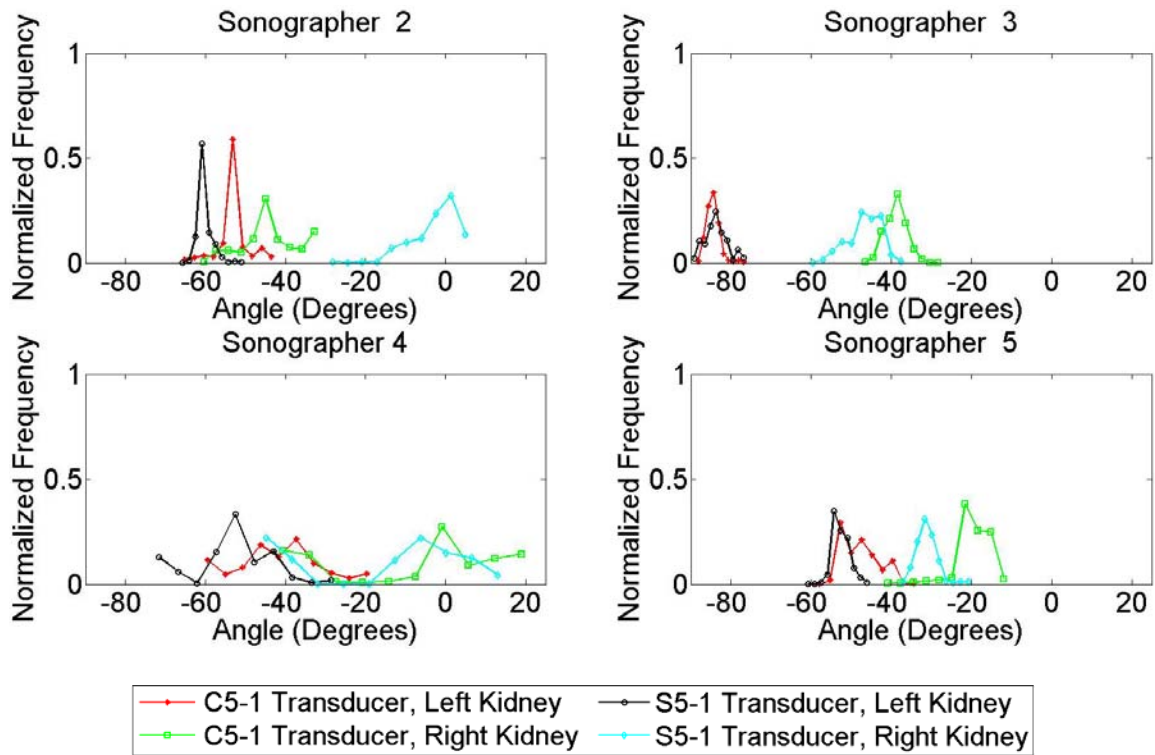 Sonographer 2
Sonographer 3
Normalized Frequency
1
0.5
0
-80 -60 -40 -20 0 20
Angle (Degrees)
Normalized Frequency
1
0.5
0
-80 -60 -40 -20 0 20
Angle (Degrees)
Sonographer 4
Sonographer 5
Normalized Frequency
1
0.5
0
-80 -60 -40 -20 0 20
Angle (Degrees)
Normalized Frequency
1
0.5
0
-80 -60 -40 -20 0 20
Angle (Degrees)
C5-1 Transducer, Left Kidney
C5-1 Transducer, Right Kidney
S5-1 Transducer, Left Kidney
S5-1 Transducer, Right Kidney